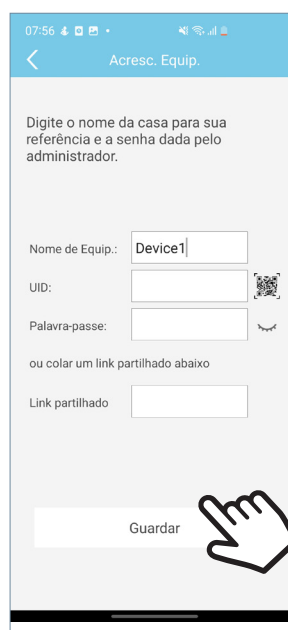 07:56
Acresc. Equip.
Digite o nome da casa para sua
referência e a senha dada pelo
administrador.
Nome de Equip.: Device1
UID:
Palavra-passe:
ou colar um link partilhado abaixo
Link partilhado
Guardar